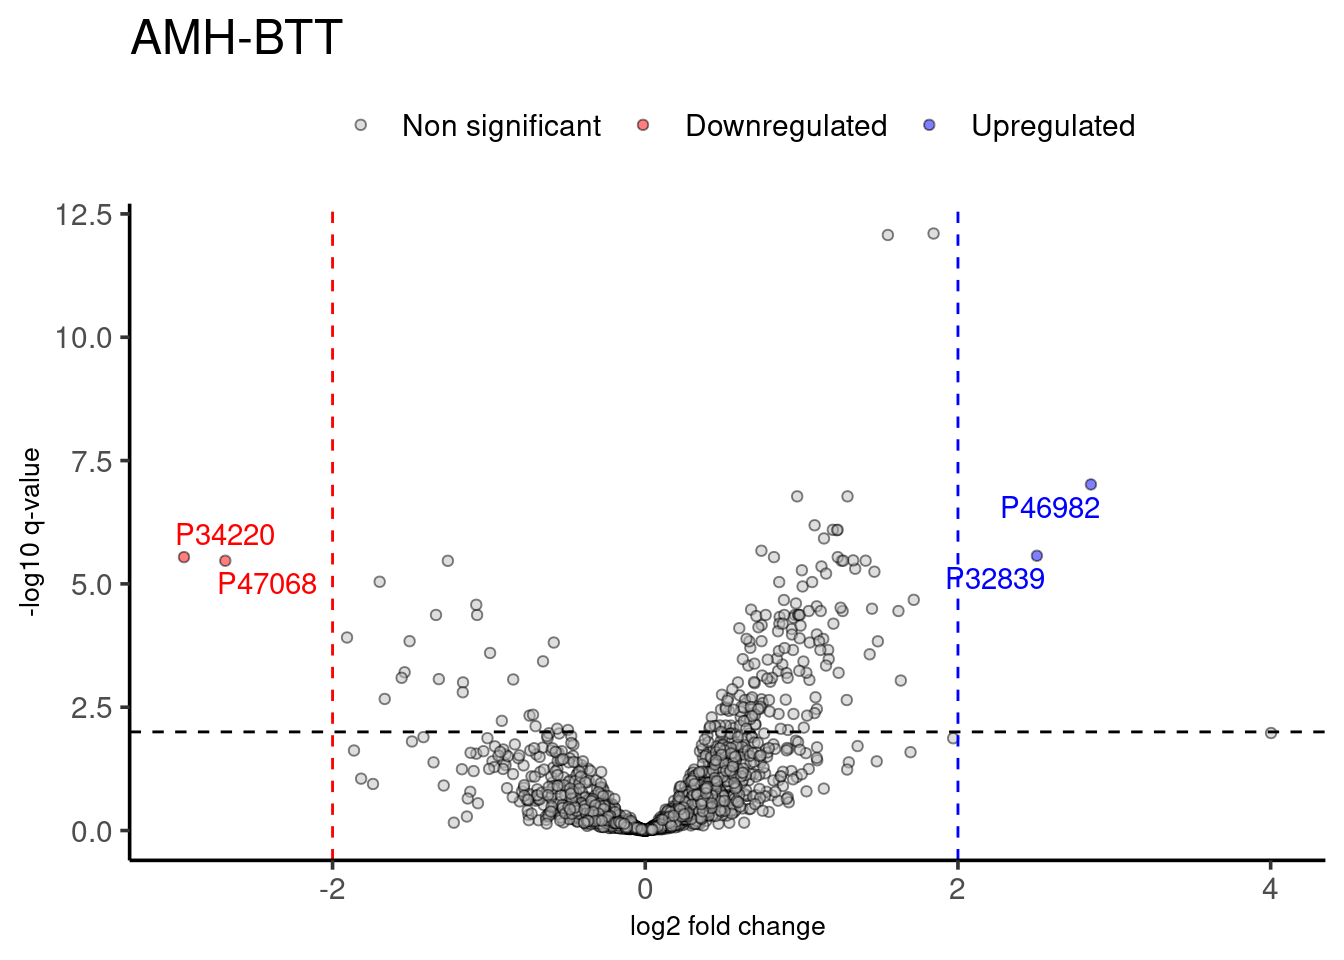 AMH-BTT
Non significant Downregulated Upregulated
12.5
10.0
7.5
5.0
2.5
0.0
-log10 q-value
P46982
P34220
P47068
P32839
-2 0 2 4
log2 fold change